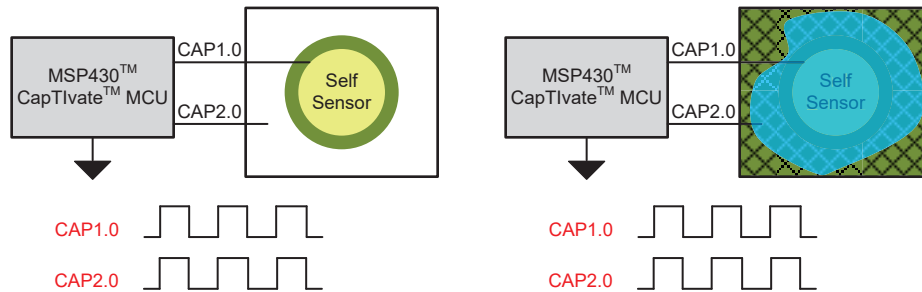 MSP430™
CapTIvate™ MCU
CAP1.0
CAP2.0
Self
Sensor
CAP1.0
CAP2.0
MSP430™
CapTIvate™ MCU
CAP1.0
CAP2.0
Self
Sensor
CAP1.0
CAP2.0